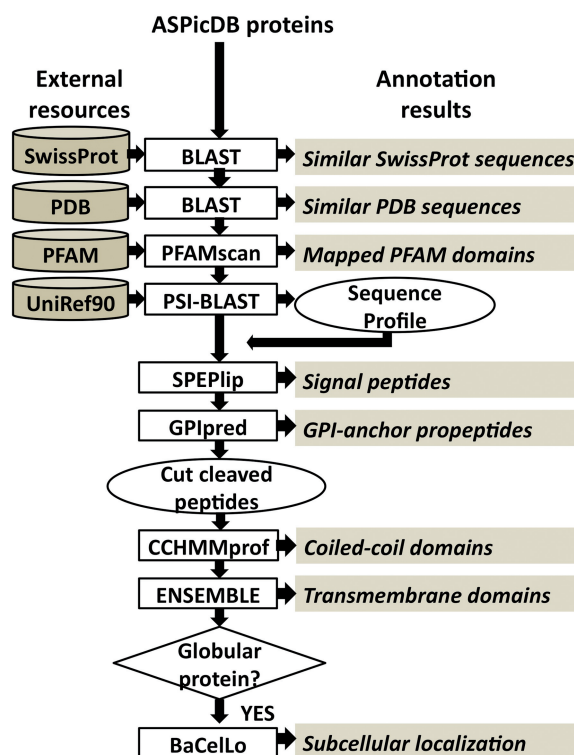 ASPicDB proteins
External
resources
Annotation
results
SwissProt
BLAST
Similar SwissProt sequences
PDB
BLAST
Similar PDB sequences
PFAM
PFAMscan
Mapped PFAM domains
UniRef90
PSI-BLAST
Sequence
Profile
SPEPlip
Signal peptides
GPIpred
GPI-anchor propeptides
Cut cleaved
peptides
CCHMMprof
Coiled-coil domains
ENSEMBLE
Transmembrane domains
Globular
protein?
YES
BaCelLo
Subcellular localization